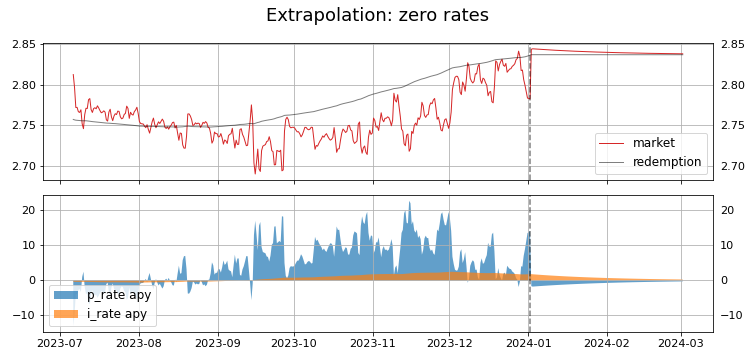 Extrapolation: zero rates
2.85
2.85
2.80
2.80
2.75
2.75
2.70
2.70
market
redemption
20
20
10
10
0
0
−10
−10
p_rate apy
i_rate apy
2023-07 2023-08 2023-09 2023-10 2023-11 2023-12 2024-01 2024-02 2024-03